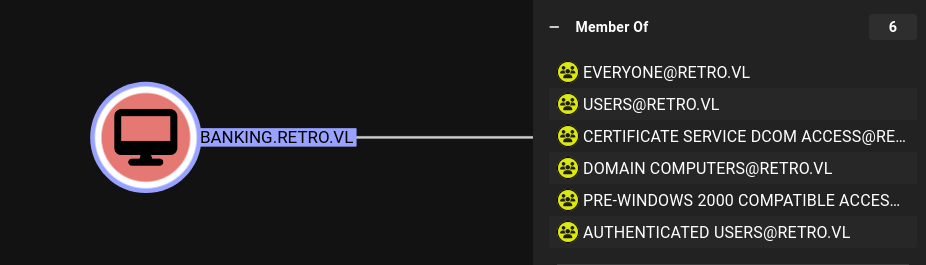 Member Of 6
EVERYONE@RETRO.VL
USERS@RETRO.VL
CERTIFICATE SERVICE DCOM ACCESS@RE...
BANKING.RETRO.VL
DOMAIN COMPUTERS@RETRO.VL
PRE-WINDOWS 2000 COMPATIBLE ACCES...
AUTHENTICATED USERS@RETRO.VL